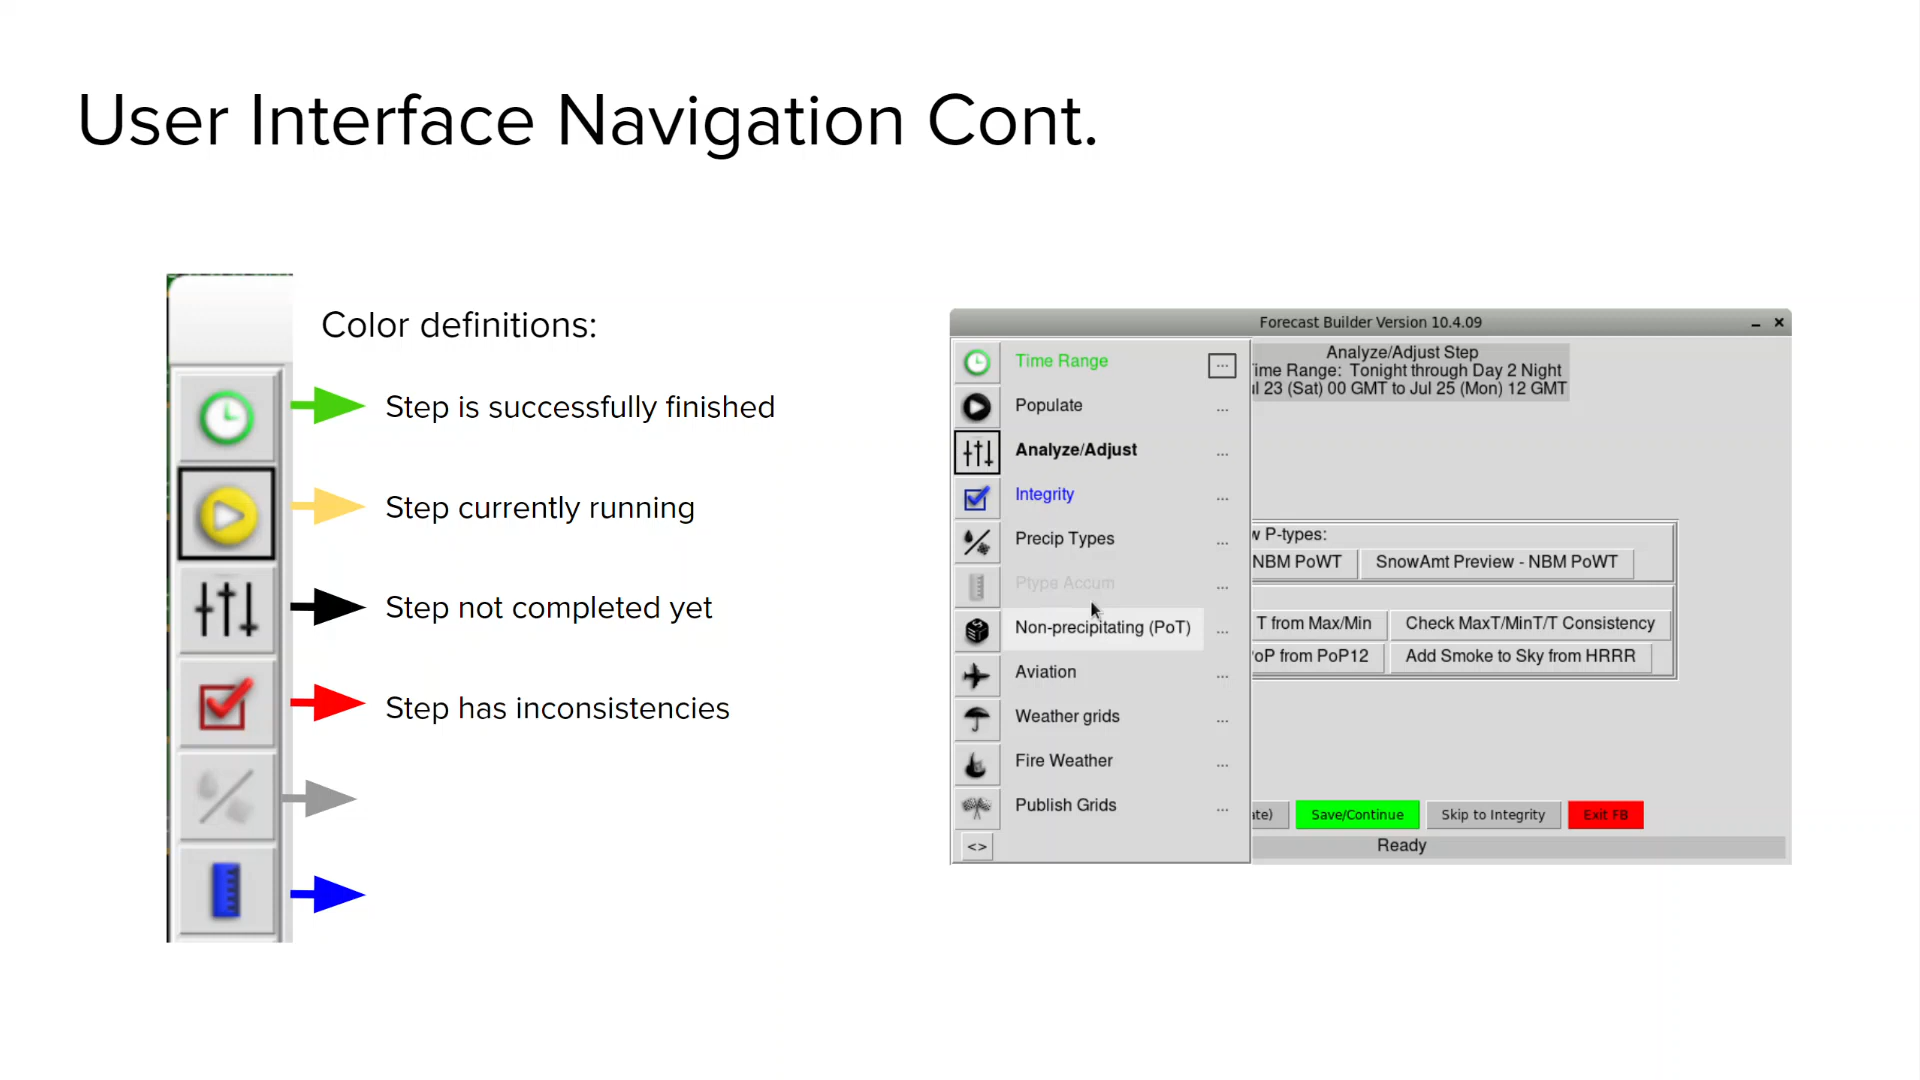 User Interface Navigation Cont.
Color definitions:
Step is successfully finished
Step currently running
Step not completed yet
Step has inconsistencies
Forecast Builder Version 10.4.09
Time Range ...
Populate ...
Analyze/Adjust ...
Integrity ...
Precip Types ...
Ptype Accum ...
Non-precipitating (PoT) ...
Aviation ...
Weather grids ...
Fire Weather ...
Publish Grids ...
<>
Analyze/Adjust Step
Time Range: Tonight through Day 2 Night
23 (Sat) 00 GMT to Jul 25 (Mon) 12 GMT
P-types:
NBM PoWT SnowAmt Preview - NBM PoWT
T from Max/Min Check MaxT/MinT/T Consistency
from PoP12 Add Smoke to Sky from HRRR
Save/Continue Skip to Integrity Exit FB
Ready